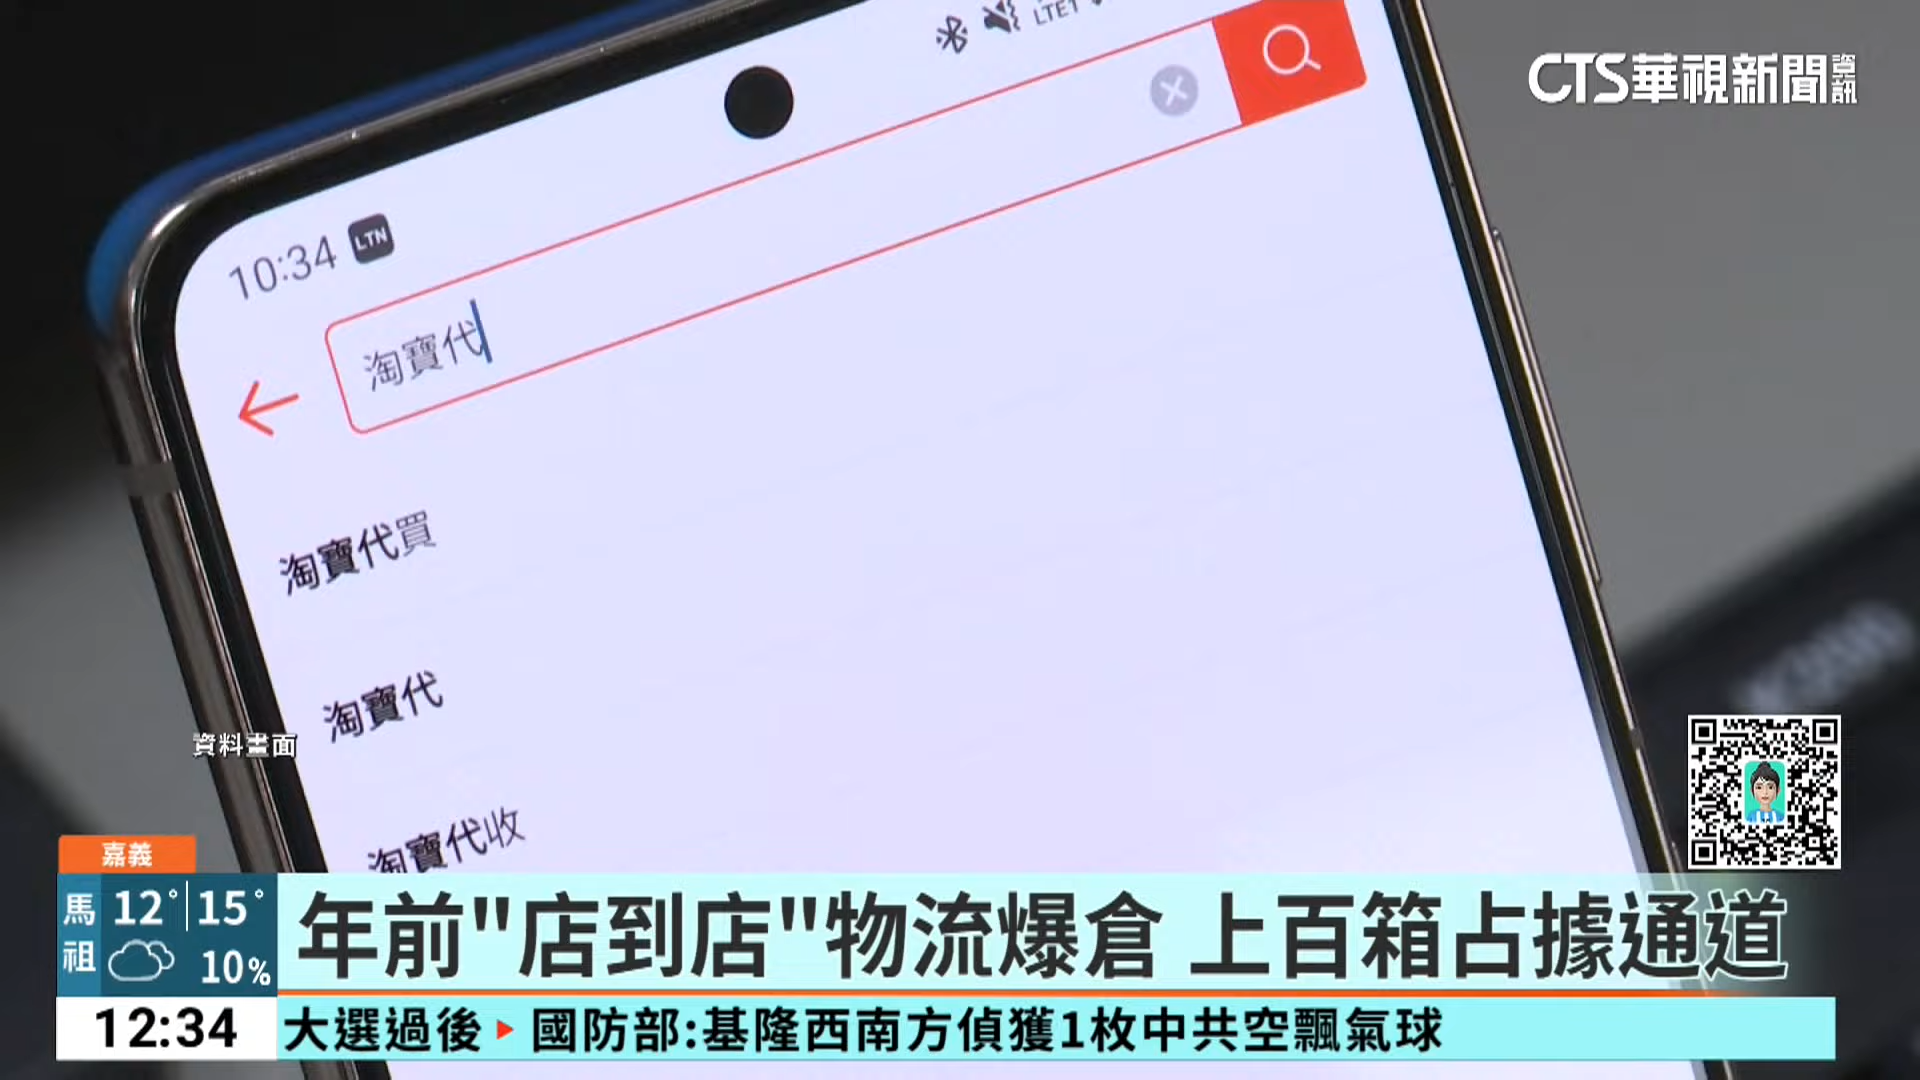 CTS華視新聞資訊
LTE1
10:34 LTN
淘寶代
淘寶代買
淘寶代
淘寶代收
資料畫面
嘉義
馬祖 12° 15° 10%
年前"店到店"物流爆倉 上百箱占據通道
12:34
大選過後 國防部:基隆西南方偵獲1枚中共空飄氣球